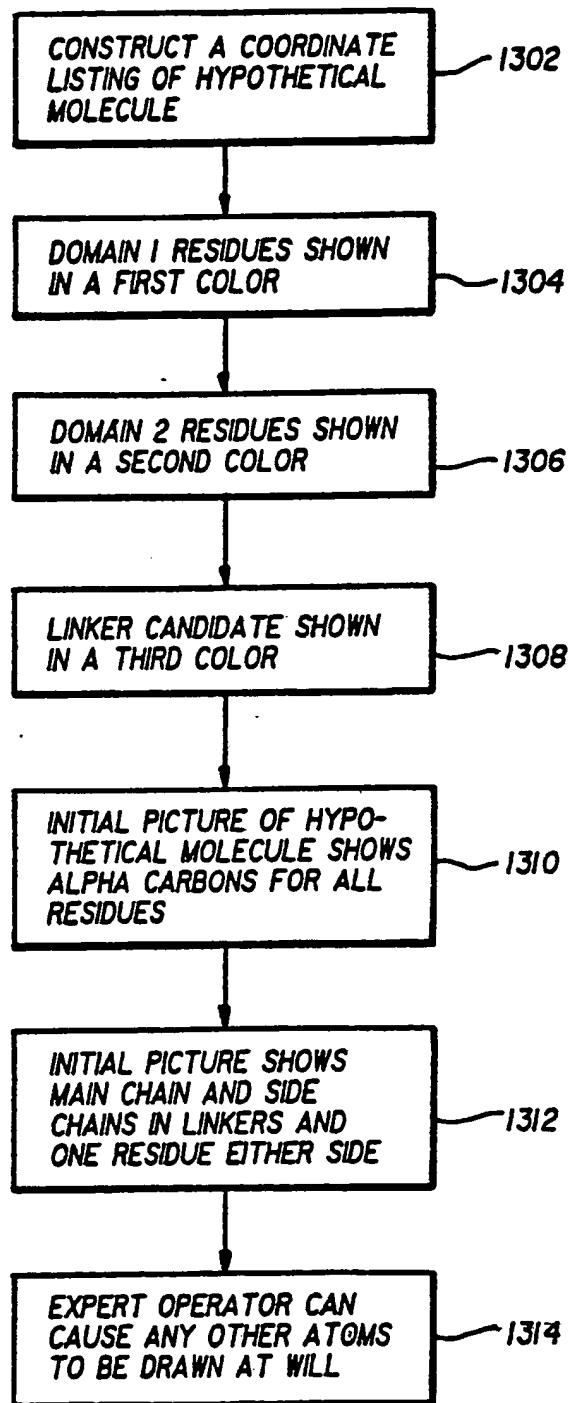 CONSTRUCT A COORDINATE
LISTING OF HYPOTHETICAL
MOLECULE
1302
DOMAIN 1 RESIDUES SHOWN
IN A FIRST COLOR
1304
DOMAIN 2 RESIDUES SHOWN
IN A SECOND COLOR
1306
LINKER CANDIDATE SHOWN
IN A THIRD COLOR
1308
INITIAL PICTURE OF HYPO-
THETICAL MOLECULE SHOWS
ALPHA CARBONS FOR ALL
RESIDUES
1310
INITIAL PICTURE SHOWS
MAIN CHAIN AND SIDE
CHAINS IN LINKERS AND
ONE RESIDUE EITHER SIDE
1312
EXPERT OPERATOR CAN
CAUSE ANY OTHER ATOMS
TO BE DRAWN AT WILL
1314